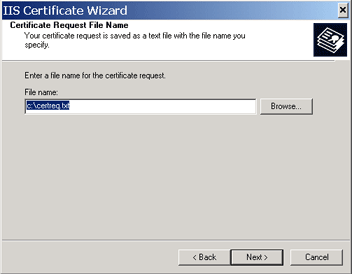 IIS Certificate Wizard
Certificate Request File Name
Your certificate request is saved as a text file with the file name you
specify.
Enter a file name for the certificate request.
File name:
c:\certreq.txt
Browse...
< Back
Next >
Cancel